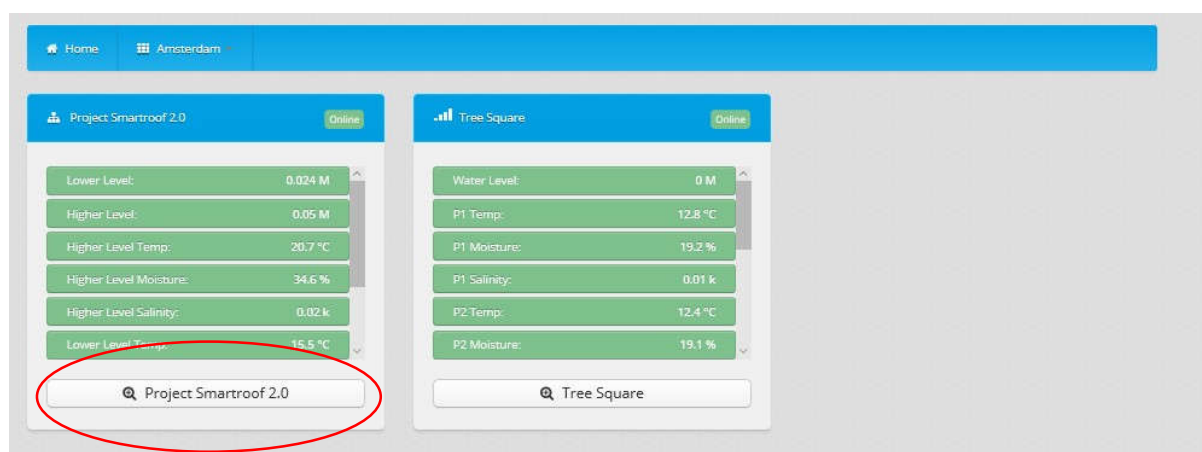 Home Amsterdam
Project Smartroof 2.0 Online
Lower Level: 0.024 M
Higher Level: 0.05 M
Higher Level Temp: 20.7 °C
Higher Level Moisture: 34.6 %
Higher Level Salinity: 0.02 k
Lower Level Temp: 15.5 °C
Project Smartroof 2.0
Tree Square Online
Water Level: 0 M
P1 Temp: 12.8 °C
P1 Moisture: 19.2 %
P1 Salinity: 0.01 k
P2 Temp: 12.4 °C
P2 Moisture: 19.1 %
Tree Square